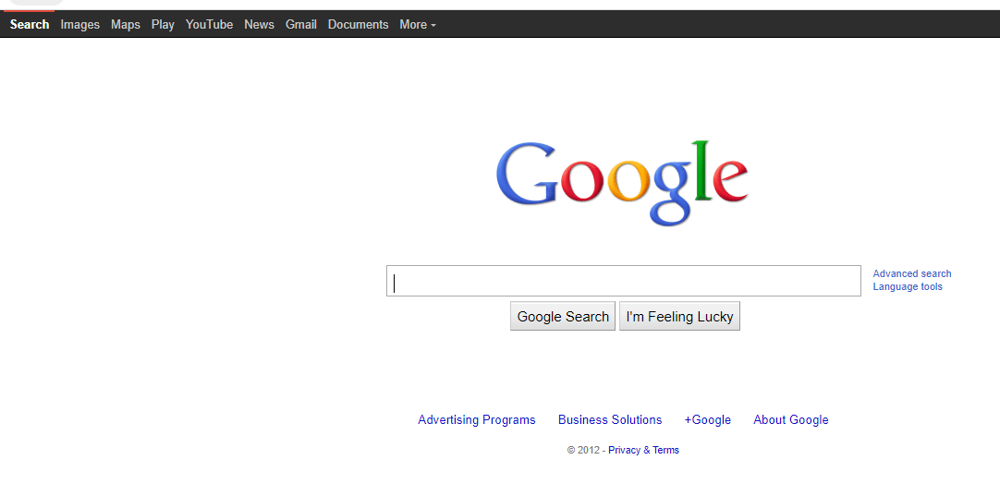 Search Images Maps Play YouTube News Gmail Documents More
Google
Advanced search
Language tools
Google Search I'm Feeling Lucky
Advertising Programs Business Solutions +Google About Google
© 2012 - Privacy & Terms